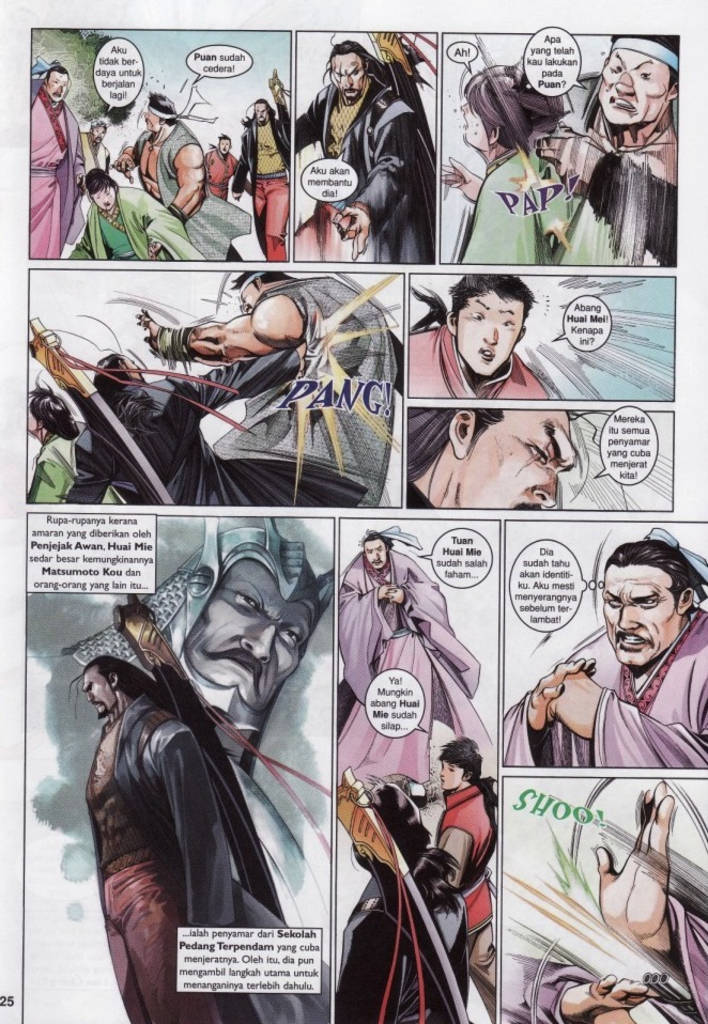 Aku
tidak ber-
daya untuk
berjalan
lagi!
Puan sudah
cedera!
Aku akan
membantu
dia!
Ah!
Apa
yang telah
kau lakukan
pada
Puan?
PAP!
PANG!
Abang
Huai Mei!
Kenapa
ini?
Mereka
itu semua
penyamar
yang cuba
menjerat
kita!
Rupa-rupanya kerana
amaran yang diberikan oleh
Penjejak Awan, Huai Mie
sedar besar kemungkinannya
Matsumoto Kou dan
orang-orang yang lain itu...
...ialah penyamar dari Sekolah
Pedang Terpendam yang cuba
menjeratnya. Oleh itu, dia pun
mengambil langkah utama untuk
menanganinya terlebih dahulu.
Tuan
Huai Mie
sudah salah
faham...
Ya!
Mungkin
abang Huai
Mie sudah
silap...
Dia
sudah tahu
akan identiti-
ku. Aku mesti
menyerangnya
sebelum ter-
lambat!
SHOO!
25